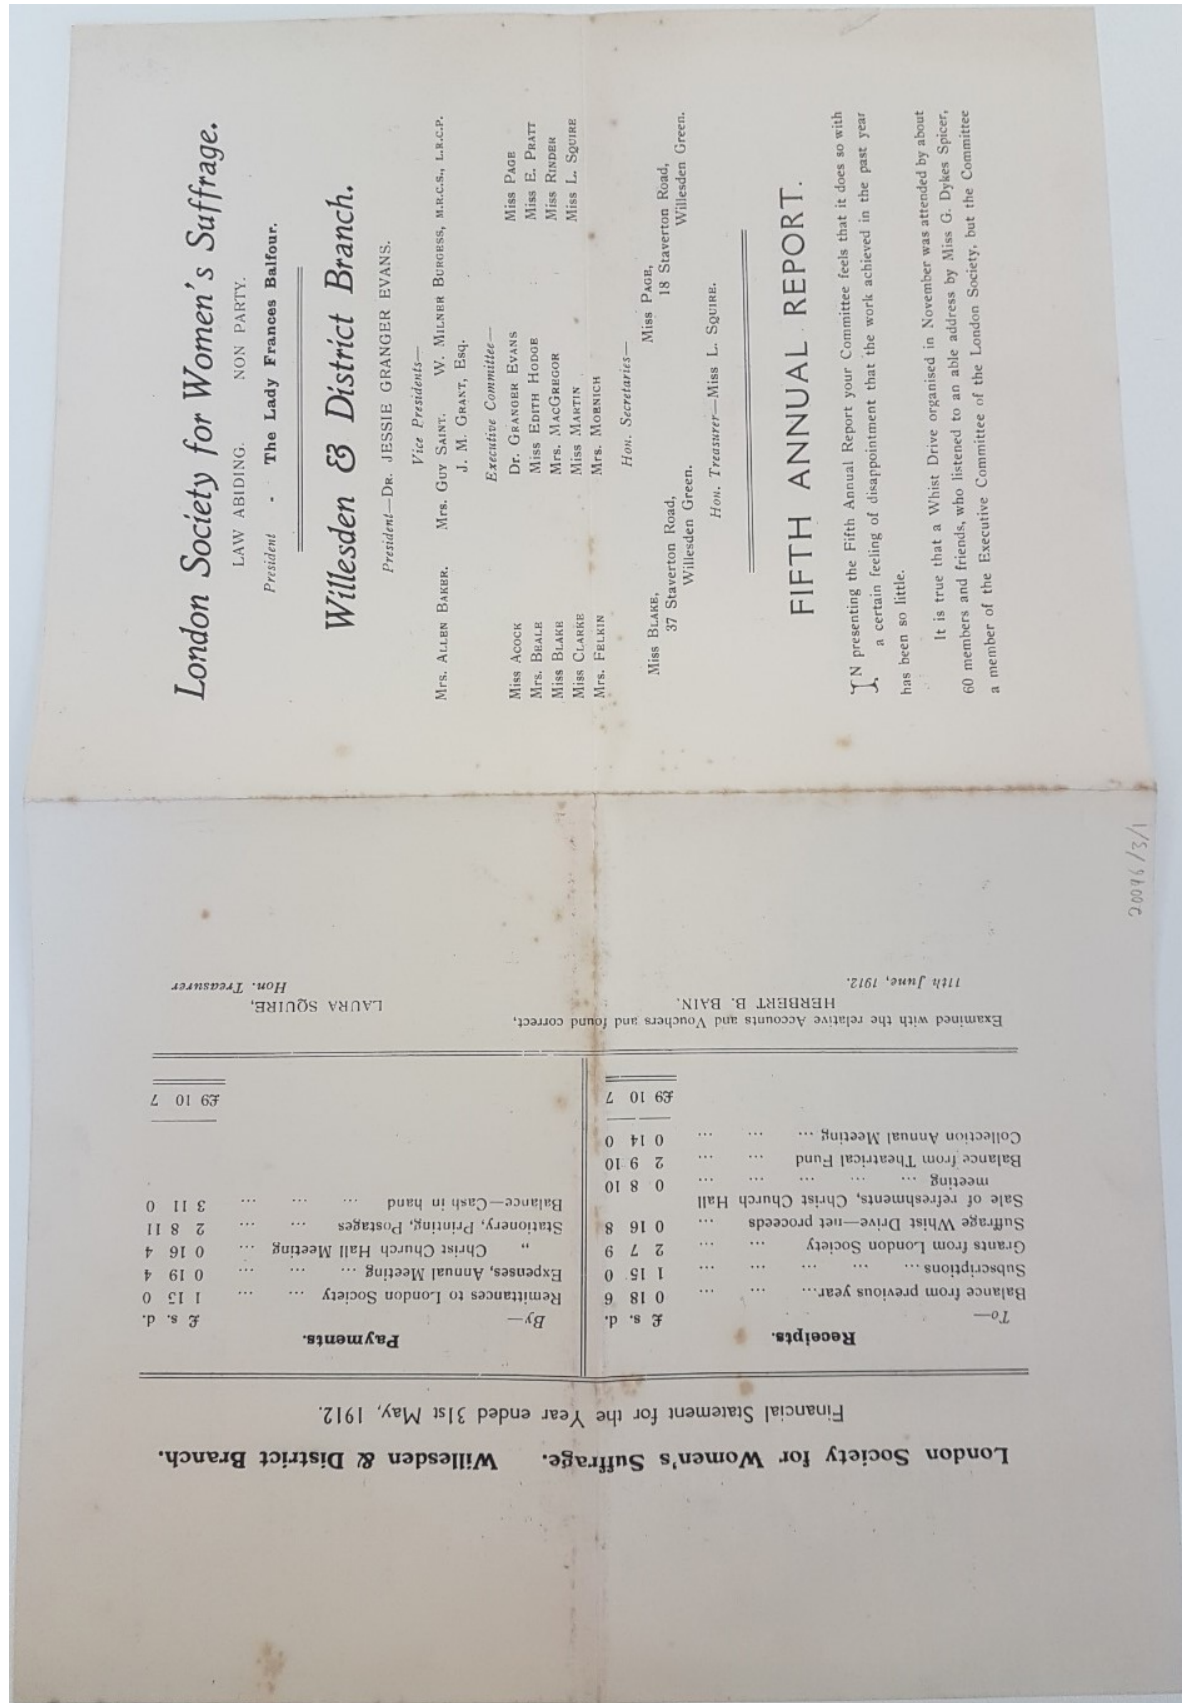 London Society for Women's Suffrage.
LAW ABIDING. NON PARTY.
President - The Lady Frances Balfour.
Willesden & District Branch.
President—Dr. JESSIE GRANGER EVANS.
Vice Presidents—
Mrs. ALLEN BAKER. Mrs. GUY SAINT. W. MILNER BURGESS, M.R.C.S., L.R.C.P.
J. M. GRANT, Esq.
Executive Committee—
Miss ACOCK Dr. GRANGER EVANS Miss PAGE
Mrs. BEALE Miss EDITH HODGE Miss E. PRATT
Miss BLAKE Mrs. MACGREGOR Miss RINDER
Miss CLARKE Miss MARTIN Miss L. SQUIRE
Mrs. FELKIN Mrs. MOENICH
Hon. Secretaries—
Miss BLAKE, Miss PAGE,
37 Staverton Road, 18 Staverton Road,
Willesden Green. Willesden Green.
Hon. Treasurer—Miss L. SQUIRE.
FIFTH ANNUAL REPORT.
IN presenting the Fifth Annual Report your Committee feels that it does so with
a certain feeling of disappointment that the work achieved in the past year
has been so little.
It is true that a Whist Drive organised in November was attended by about
60 members and friends, who listened to an able address by Miss G. Dykes Spicer,
a member of the Executive Committee of the London Society, but the Committee
20096/3/1
London Society for Women's Suffrage. Willesden & District Branch.
Financial Statement for the Year ended 31st May, 1912.
Receipts.
To— £ s. d.
Balance from previous year... ... ... 0 18 6
Subscriptions ... ... ... ... ... 1 15 0
Grants from London Society ... ... 2 7 9
Suffrage Whist Drive—net proceeds ... 0 16 8
Sale of refreshments, Christ Church Hall
meeting ... ... ... ... ... 0 8 10
Balance from Theatrical Fund ... ... 2 9 10
Collection Annual Meeting ... ... ... 0 14 0
£9 10 7
Payments.
By— £ s. d.
Remittances to London Society ... ... 1 15 0
Expenses, Annual Meeting ... ... ... 0 19 4
„ Christ Church Hall Meeting ... 0 16 4
Stationery, Printing, Postages ... ... 2 8 11
Balance—Cash in hand ... ... ... 3 11 0
£9 10 7
Examined with the relative Accounts and Vouchers and found correct,
HERBERT B. BAIN. LAURA SQUIRE,
11th June, 1912. Hon. Treasurer